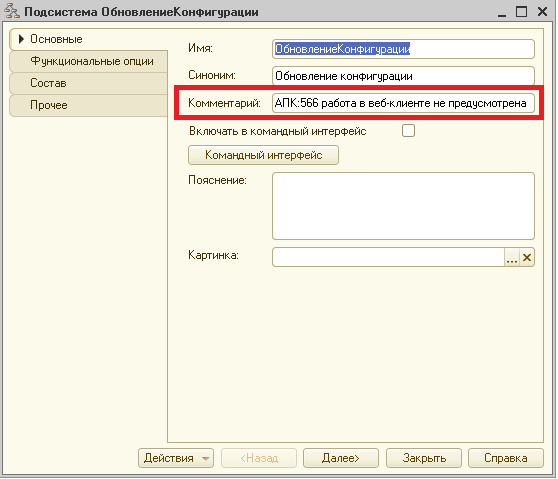 Подсистема ОбновлениеКонфигурации
Основные
Функциональные опции
Состав
Прочее
Имя: ОбновлениеКонфигурации
Синоним: Обновление конфигурации
Комментарий: АПК:566 работа в веб-клиенте не предусмотрена
Включать в командный интерфейс
Командный интерфейс
Пояснение:
Картинка: ...
Действия <Назад Далее> Закрыть Справка